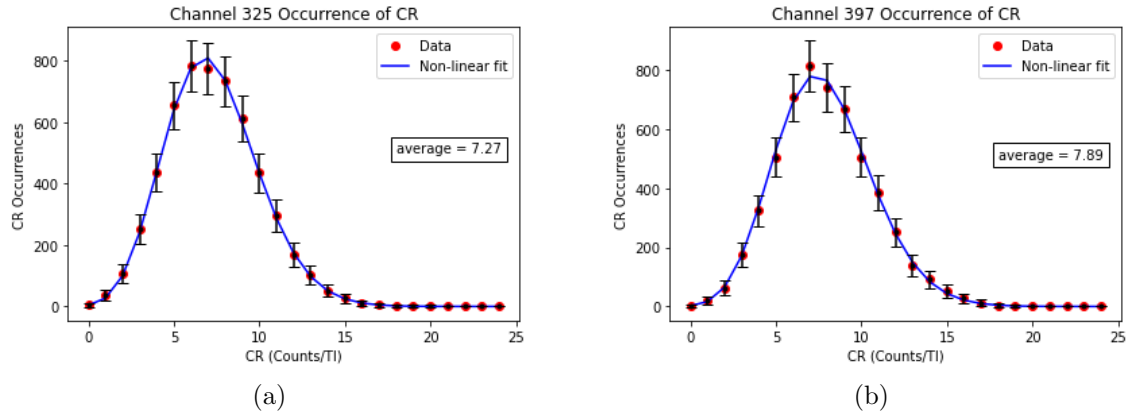 Channel 325 Occurrence of CR
Data
Non-linear fit
average = 7.27
CR Occurrences
800
600
400
200
0
0 5 10 15 20 25
CR (Counts/TI)
(a)
Channel 397 Occurrence of CR
Data
Non-linear fit
average = 7.89
CR Occurrences
800
600
400
200
0
0 5 10 15 20 25
CR (Counts/TI)
(b)